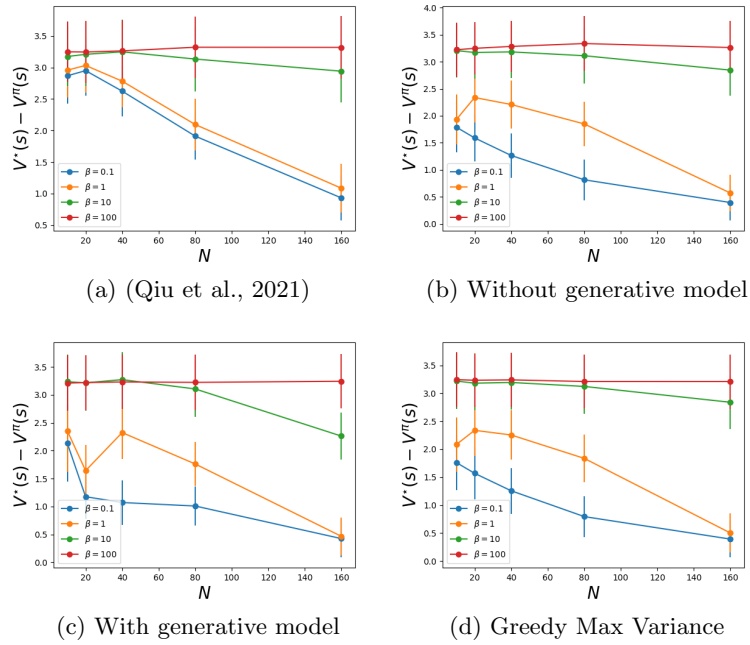 V*(s) − V^π(s)
3.5
3.0
2.5
2.0
1.5
1.0
0.5
β = 0.1
β = 1
β = 10
β = 100
20 40 60 80 100 120 140 160
N
(a) (Qiu et al., 2021)
V*(s) − V^π(s)
4.0
3.5
3.0
2.5
2.0
1.5
1.0
0.5
0.0
β = 0.1
β = 1
β = 10
β = 100
20 40 60 80 100 120 140 160
N
(b) Without generative model
V*(s) − V^π(s)
3.5
3.0
2.5
2.0
1.5
1.0
0.5
0.0
β = 0.1
β = 1
β = 10
β = 100
20 40 60 80 100 120 140 160
N
(c) With generative model
V*(s) − V^π(s)
3.5
3.0
2.5
2.0
1.5
1.0
0.5
0.0
β = 0.1
β = 1
β = 10
β = 100
20 40 60 80 100 120 140 160
N
(d) Greedy Max Variance